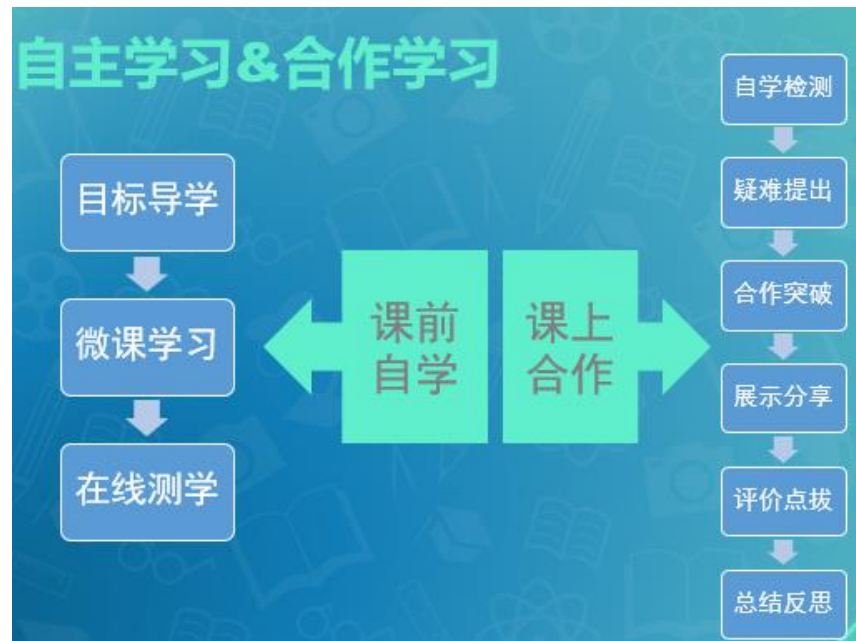 自主学习&合作学习
目标导学
微课学习
在线测学
课前
自学
课上
合作
自学检测
疑难提出
合作突破
展示分享
评价点拔
总结反思